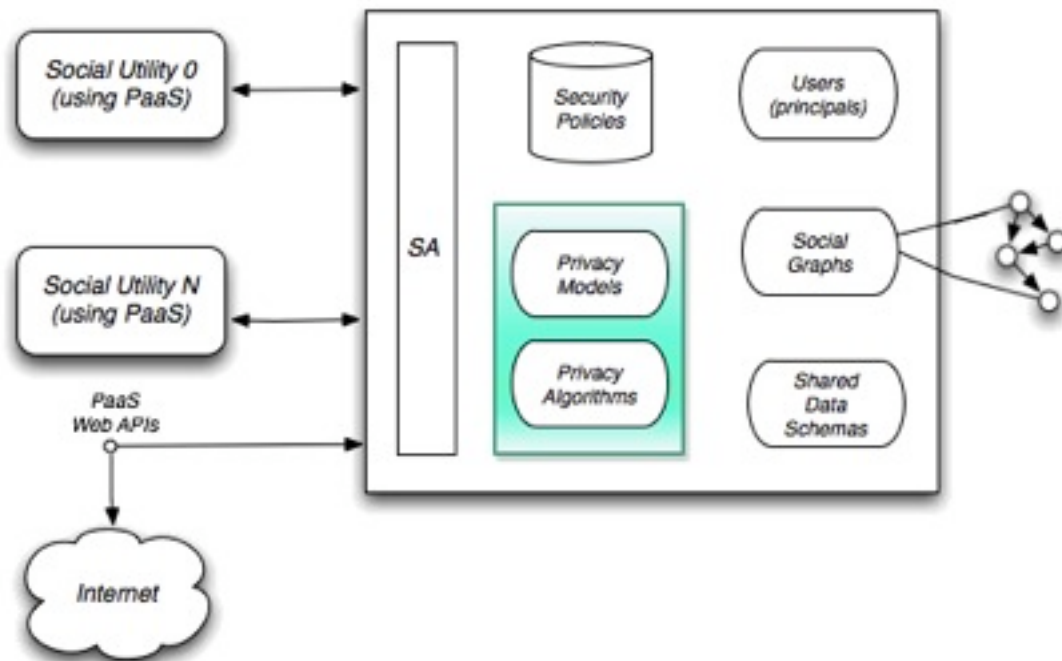 Social Utility 0
(using PaaS)
Social Utility N
(using PaaS)
PaaS
Web APIs
Internet
SA
Security
Policies
Privacy
Models
Privacy
Algorithms
Users
(principals)
Social
Graphs
Shared
Data
Schemas